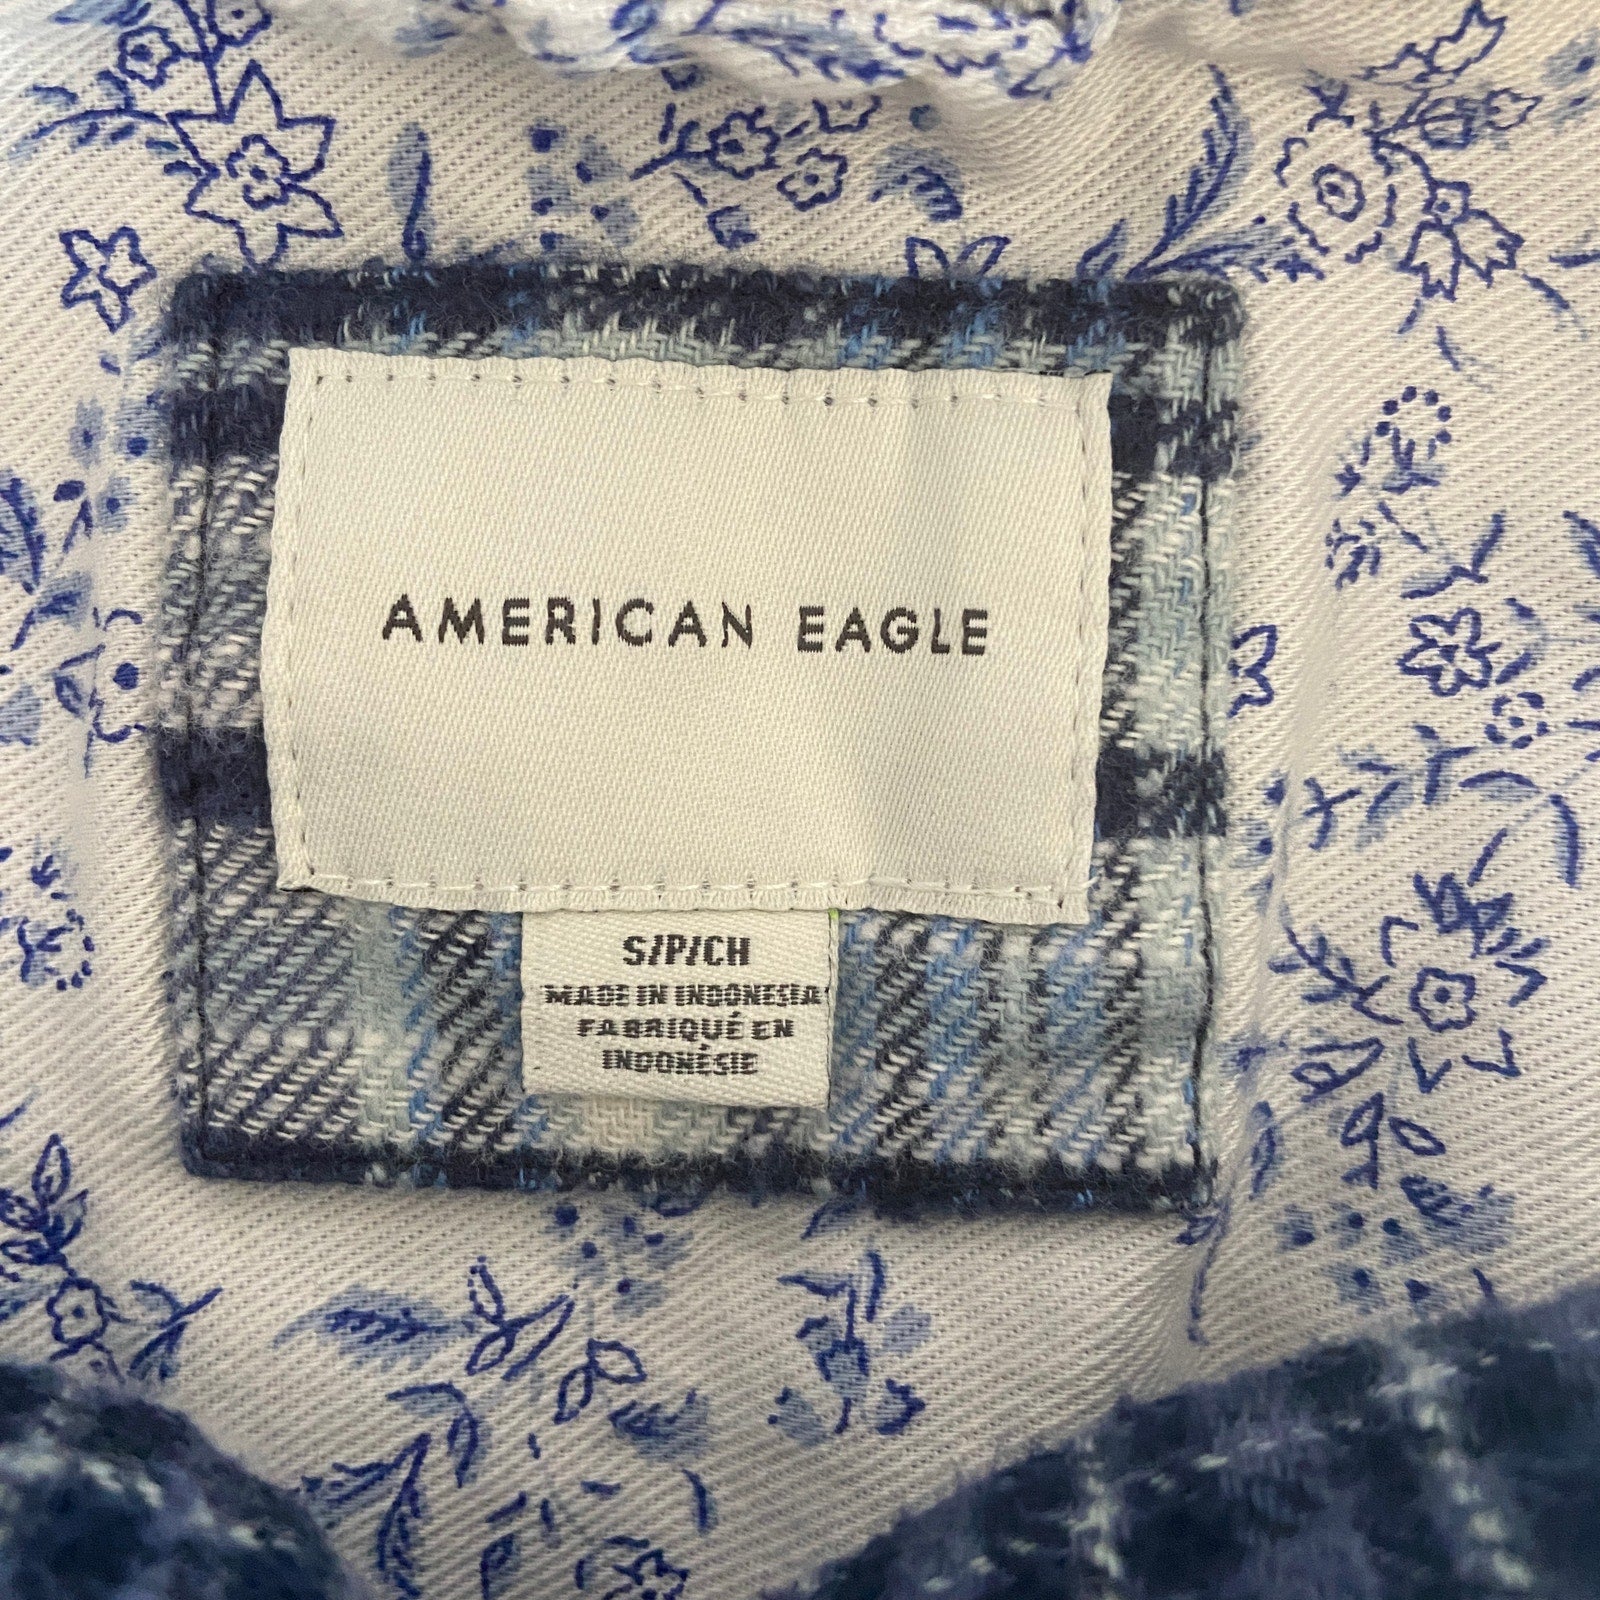 AMERICAN EAGLE
S/P/CH
MADE IN INDONESIA
FABRIQUÉ EN
INDONÉSIE